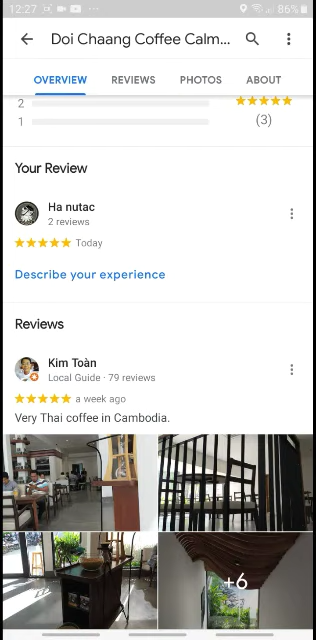 12:27
86%
Doi Chaang Coffee Calm...
OVERVIEW
REVIEWS
PHOTOS
ABOUT
2
1
(3)
Your Review
Ha nutac
2 reviews
Today
Describe your experience
Reviews
Kim Toàn
Local Guide · 79 reviews
a week ago
Very Thai coffee in Cambodia.
+6